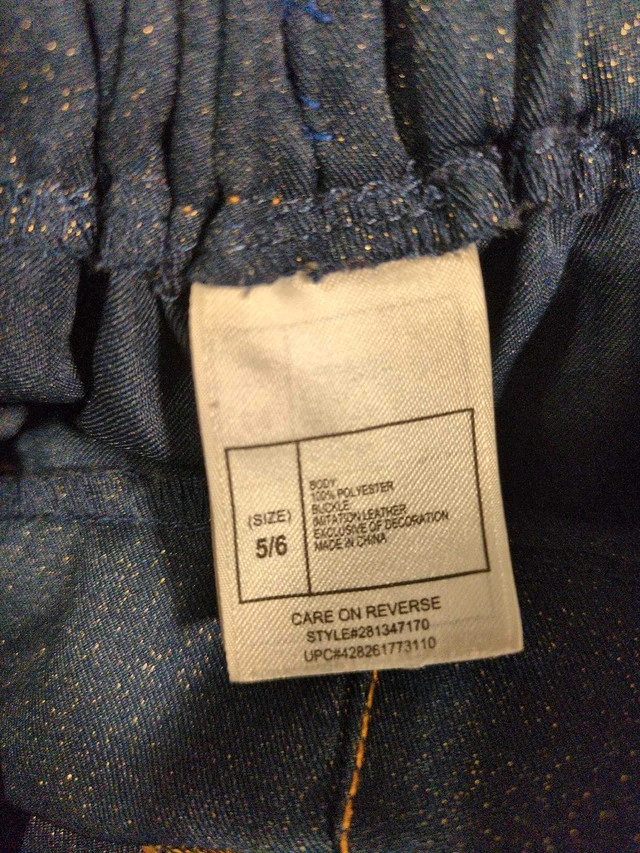 (SIZE)
5/6
BODY
100% POLYESTER
BUCKLE
IMITATION LEATHER
EXCLUSIVE OF DECORATION
MADE IN CHINA
CARE ON REVERSE
STYLE#281347170
UPC#428261773110